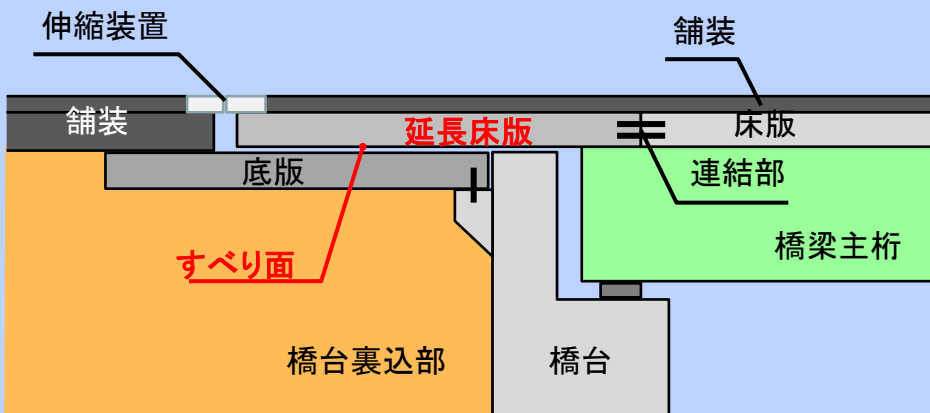 伸縮装置
舗装
舗装
延長床版
床版
底版
連結部
すべり面
橋梁主桁
橋台裏込部
橋台